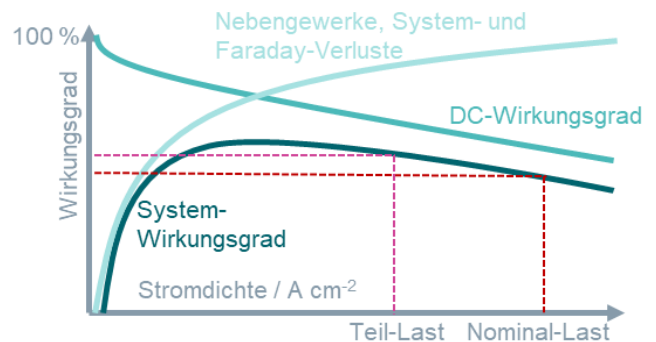 Nebengewerke, System- und
Faraday-Verluste
100 %
Wirkungsgrad
DC-Wirkungsgrad
System-
Wirkungsgrad
Stromdichte / A cm⁻²
Teil-Last
Nominal-Last